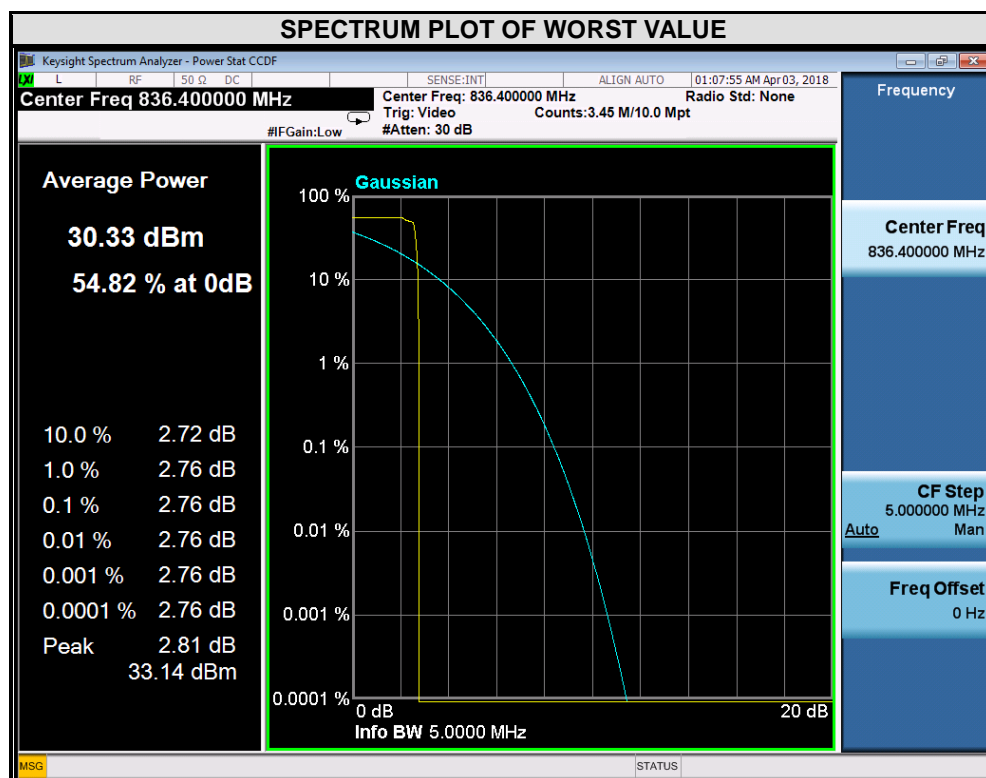 SPECTRUM PLOT OF WORST VALUE
Keysight Spectrum Analyzer - Power Stat CCDF
LXI L RF 50 Ω DC SENSE:INT ALIGN AUTO 01:07:55 AM Apr 03, 2018
Center Freq 836.400000 MHz
#IFGain:Low
Center Freq: 836.400000 MHz Radio Std: None
Trig: Video Counts:3.45 M/10.0 Mpt
#Atten: 30 dB
Average Power
30.33 dBm
54.82 % at 0dB
10.0 % 2.72 dB
1.0 % 2.76 dB
0.1 % 2.76 dB
0.01 % 2.76 dB
0.001 % 2.76 dB
0.0001 % 2.76 dB
Peak 2.81 dB
33.14 dBm
Gaussian
100 %
10 %
1 %
0.1 %
0.01 %
0.001 %
0.0001 %
0 dB 20 dB
Info BW 5.0000 MHz
Frequency
Center Freq
836.400000 MHz
CF Step
5.000000 MHz
Auto Man
Freq Offset
0 Hz
MSG STATUS